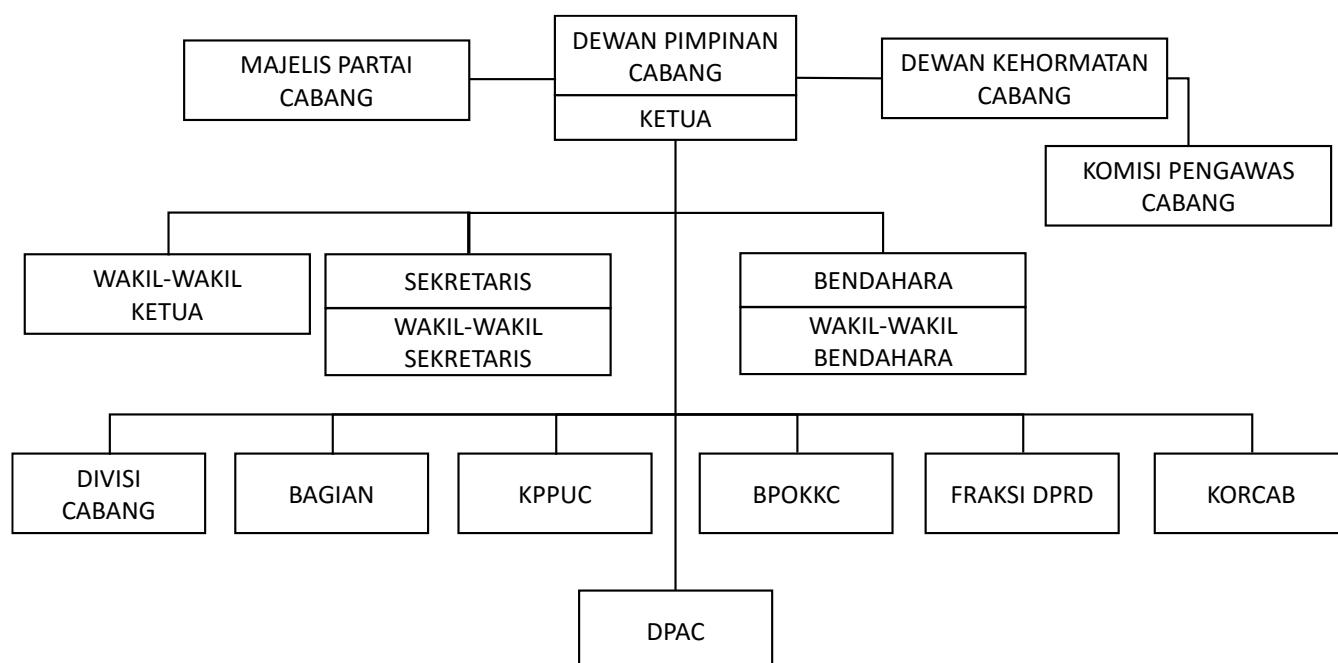 MAJELIS PARTAI
CABANG
DEWAN PIMPINAN
CABANG
KETUA
DEWAN KEHORMATAN
CABANG
KOMISI PENGAWAS
CABANG
WAKIL-WAKIL
KETUA
SEKRETARIS
WAKIL-WAKIL
SEKRETARIS
BENDAHARA
WAKIL-WAKIL
BENDAHARA
DIVISI
CABANG
BAGIAN
KPPUC
BPOKKC
FRAKSI DPRD
KORCAB
DPAC